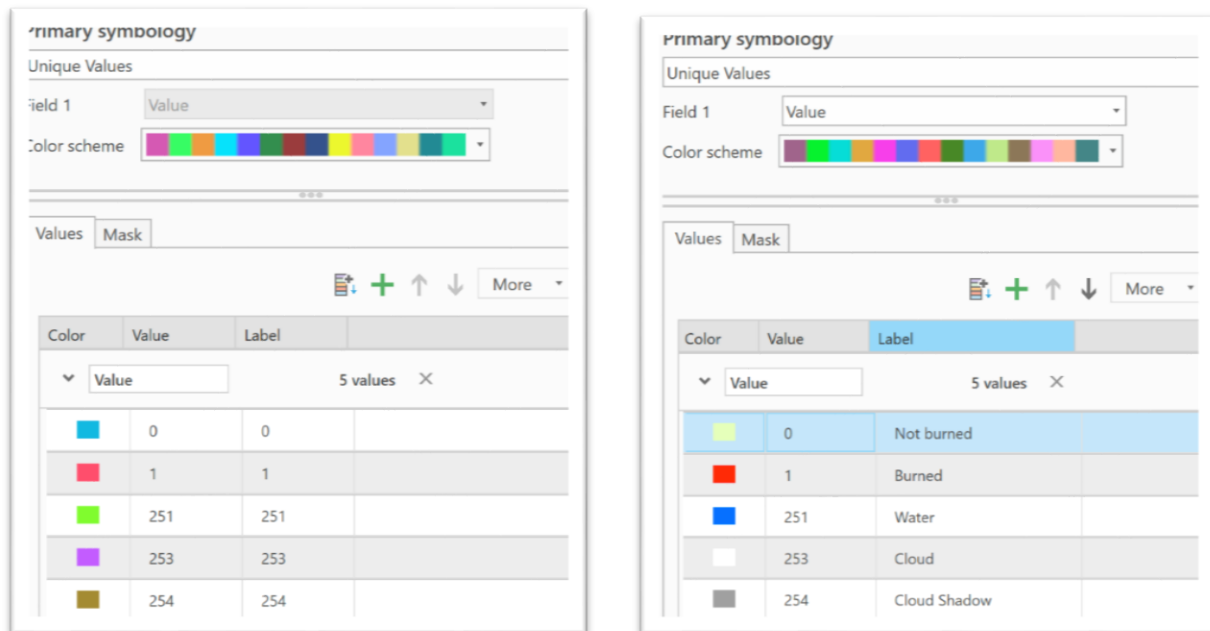 Primary symbology
Unique Values
Field 1 Value
Color scheme
Values Mask
More
Color Value Label
Value 5 values
0 0
1 1
251 251
253 253
254 254
Primary symbology
Unique Values
Field 1 Value
Color scheme
Values Mask
More
Color Value Label
Value 5 values
0 Not burned
1 Burned
251 Water
253 Cloud
254 Cloud Shadow